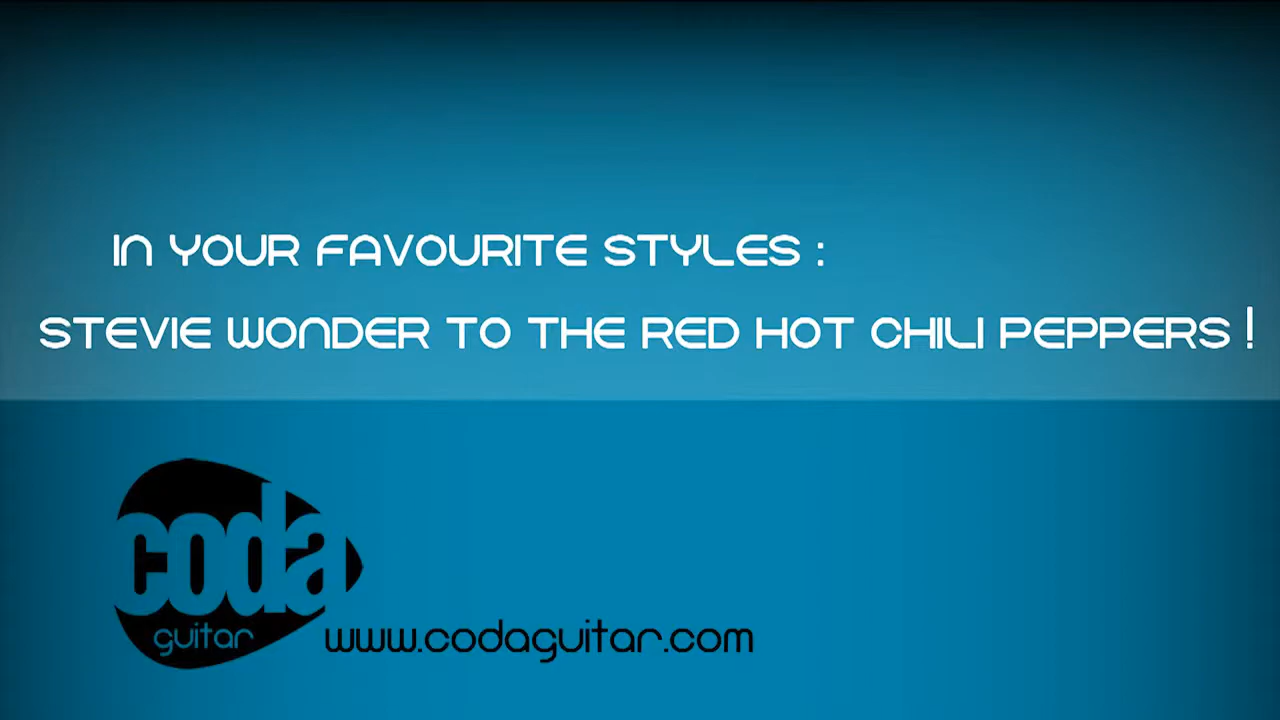 IN YOUR FAVOURITE STYLES :
STEVIE WONDER TO THE RED HOT CHILI PEPPERS !
coda
guitar
www.codaguitar.com